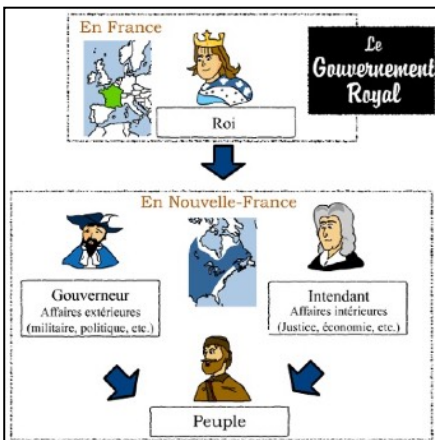 En France
Le
Gouvernement
Royal
Roi
En Nouvelle-France
Gouverneur
Affaires extérieures
(militaire, politique, etc.)
Intendant
Affaires intérieures
(Justice, économie, etc.)
Peuple